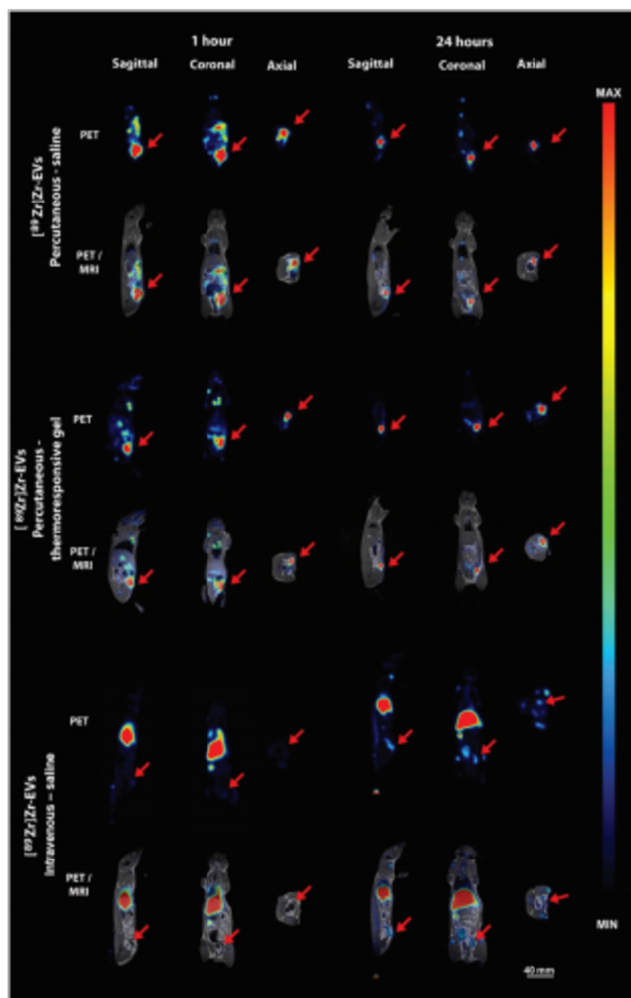 1 hour 24 hours
Sagittal Coronal Axial Sagittal Coronal Axial
MAX
[⁸⁹Zr]Zr-EVs
Percutaneous - saline
PET
PET /
MRI
[⁸⁹Zr]Zr-EVs
Percutaneous -
thermoresponsive gel
PET
PET /
MRI
[⁸⁹Zr]Zr-EVs
Intravenous – saline
PET
PET /
MRI
MIN
40 mm